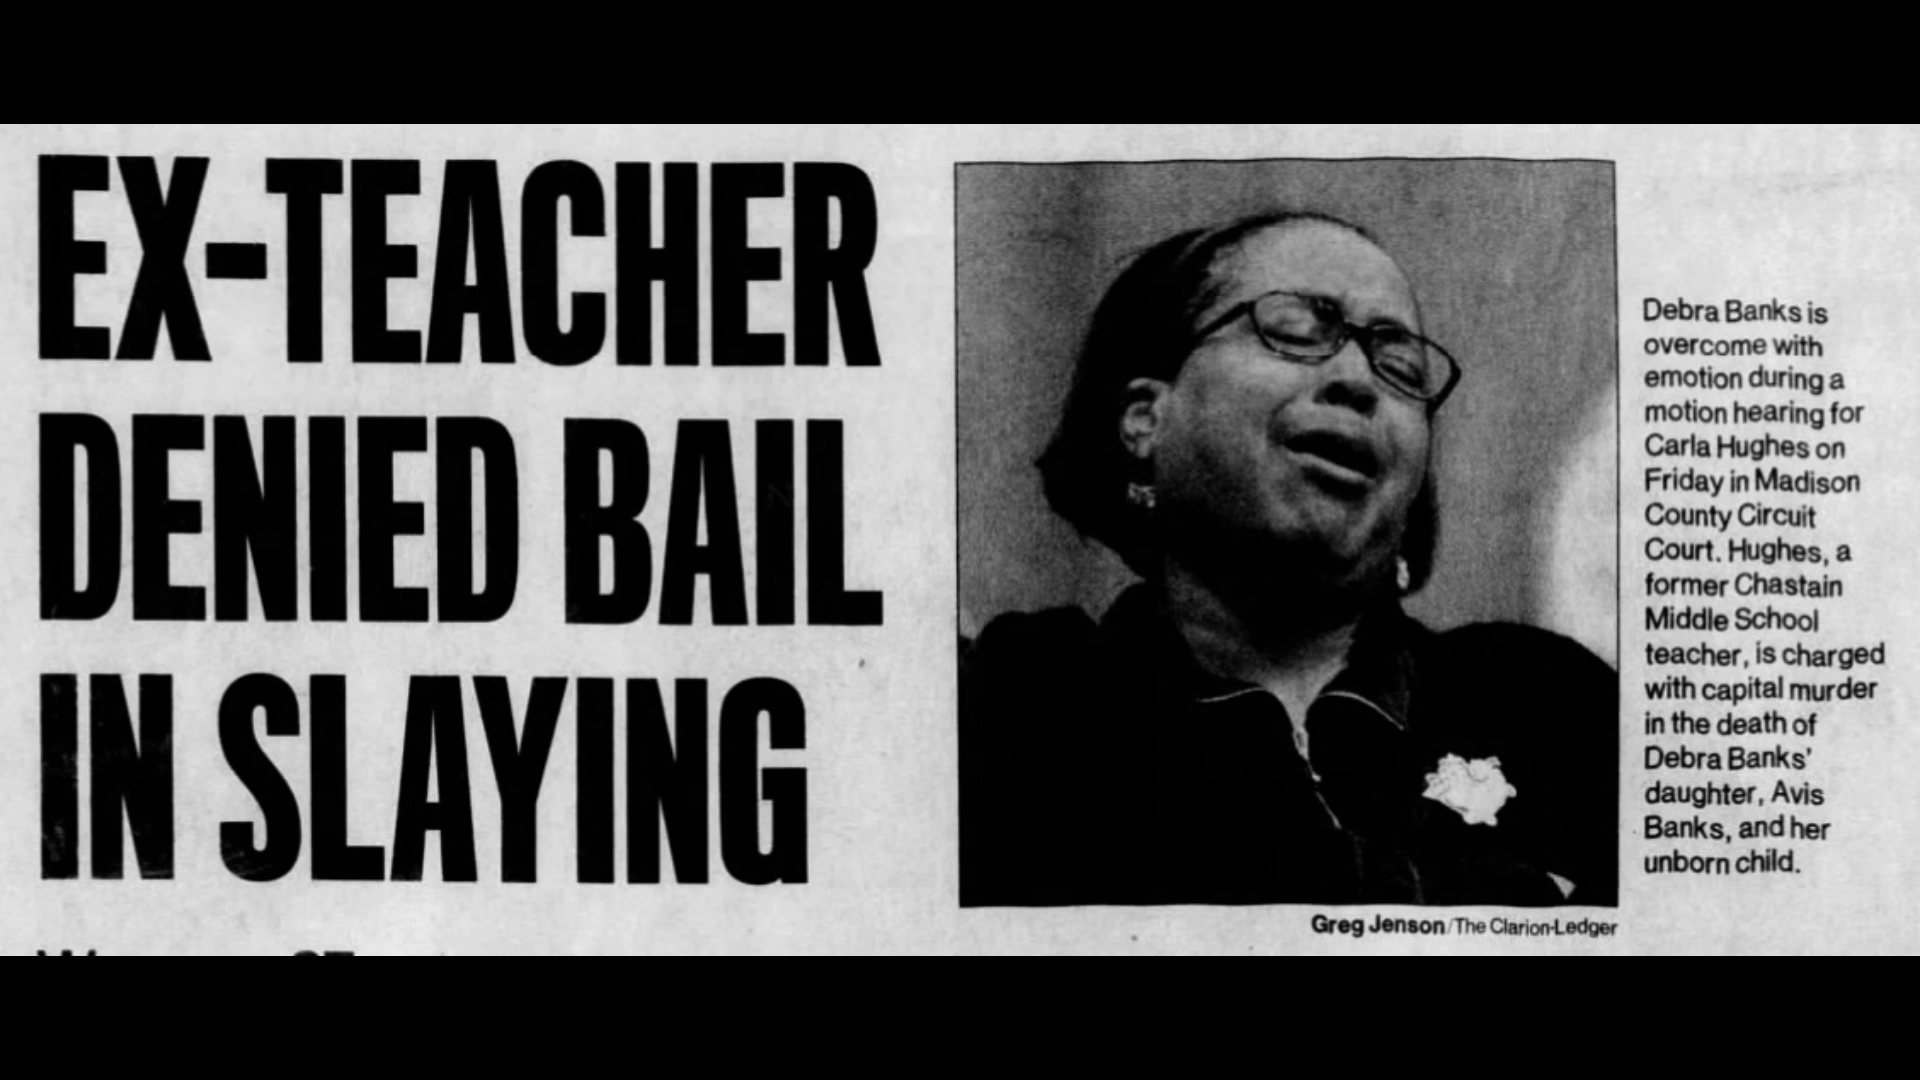 EX-TEACHER
DENIED BAIL
IN SLAYING
Debra Banks is
overcome with
emotion during a
motion hearing for
Carla Hughes on
Friday in Madison
County Circuit
Court. Hughes, a
former Chastain
Middle School
teacher, is charged
with capital murder
in the death of
Debra Banks'
daughter, Avis
Banks, and her
unborn child.
Greg Jenson/The Clarion-Ledger